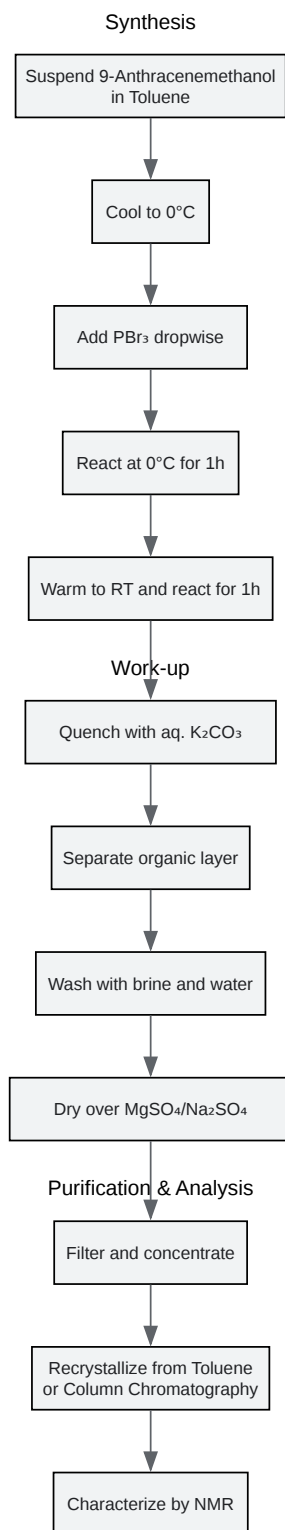 Synthesis
Suspend 9-Anthracenemethanol
in Toluene
Cool to 0°C
Add PBr₃ dropwise
React at 0°C for 1h
Warm to RT and react for 1h
Work-up
Quench with aq. K₂CO₃
Separate organic layer
Wash with brine and water
Dry over MgSO₄/Na₂SO₄
Purification & Analysis
Filter and concentrate
Recrystallize from Toluene
or Column Chromatography
Characterize by NMR